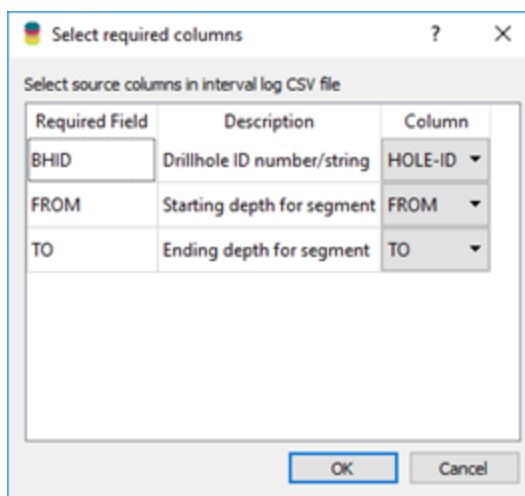 Select required columns
Select source columns in interval log CSV file
Required Field Description Column
BHID Drillhole ID number/string HOLE-ID
FROM Starting depth for segment FROM
TO Ending depth for segment TO
OK Cancel